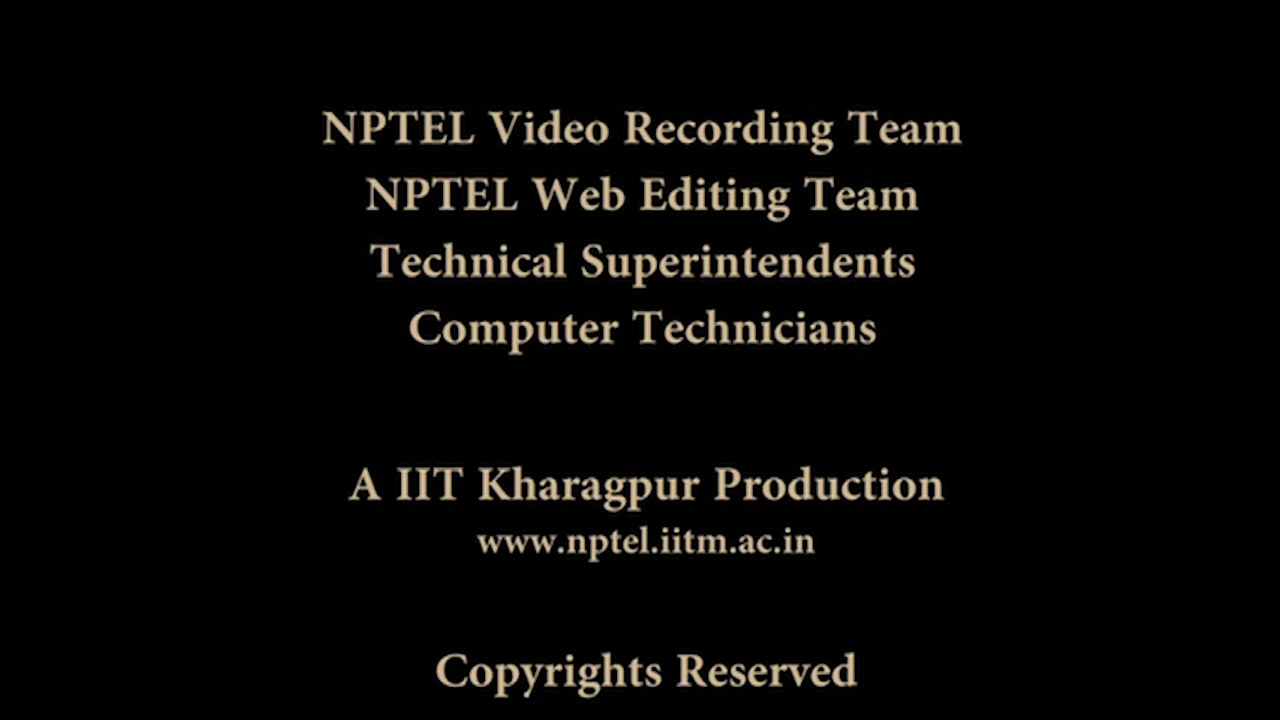 NPTEL Video Recording Team
NPTEL Web Editing Team
Technical Superintendents
Computer Technicians
A IIT Kharagpur Production
www.nptel.iitm.ac.in
Copyrights Reserved